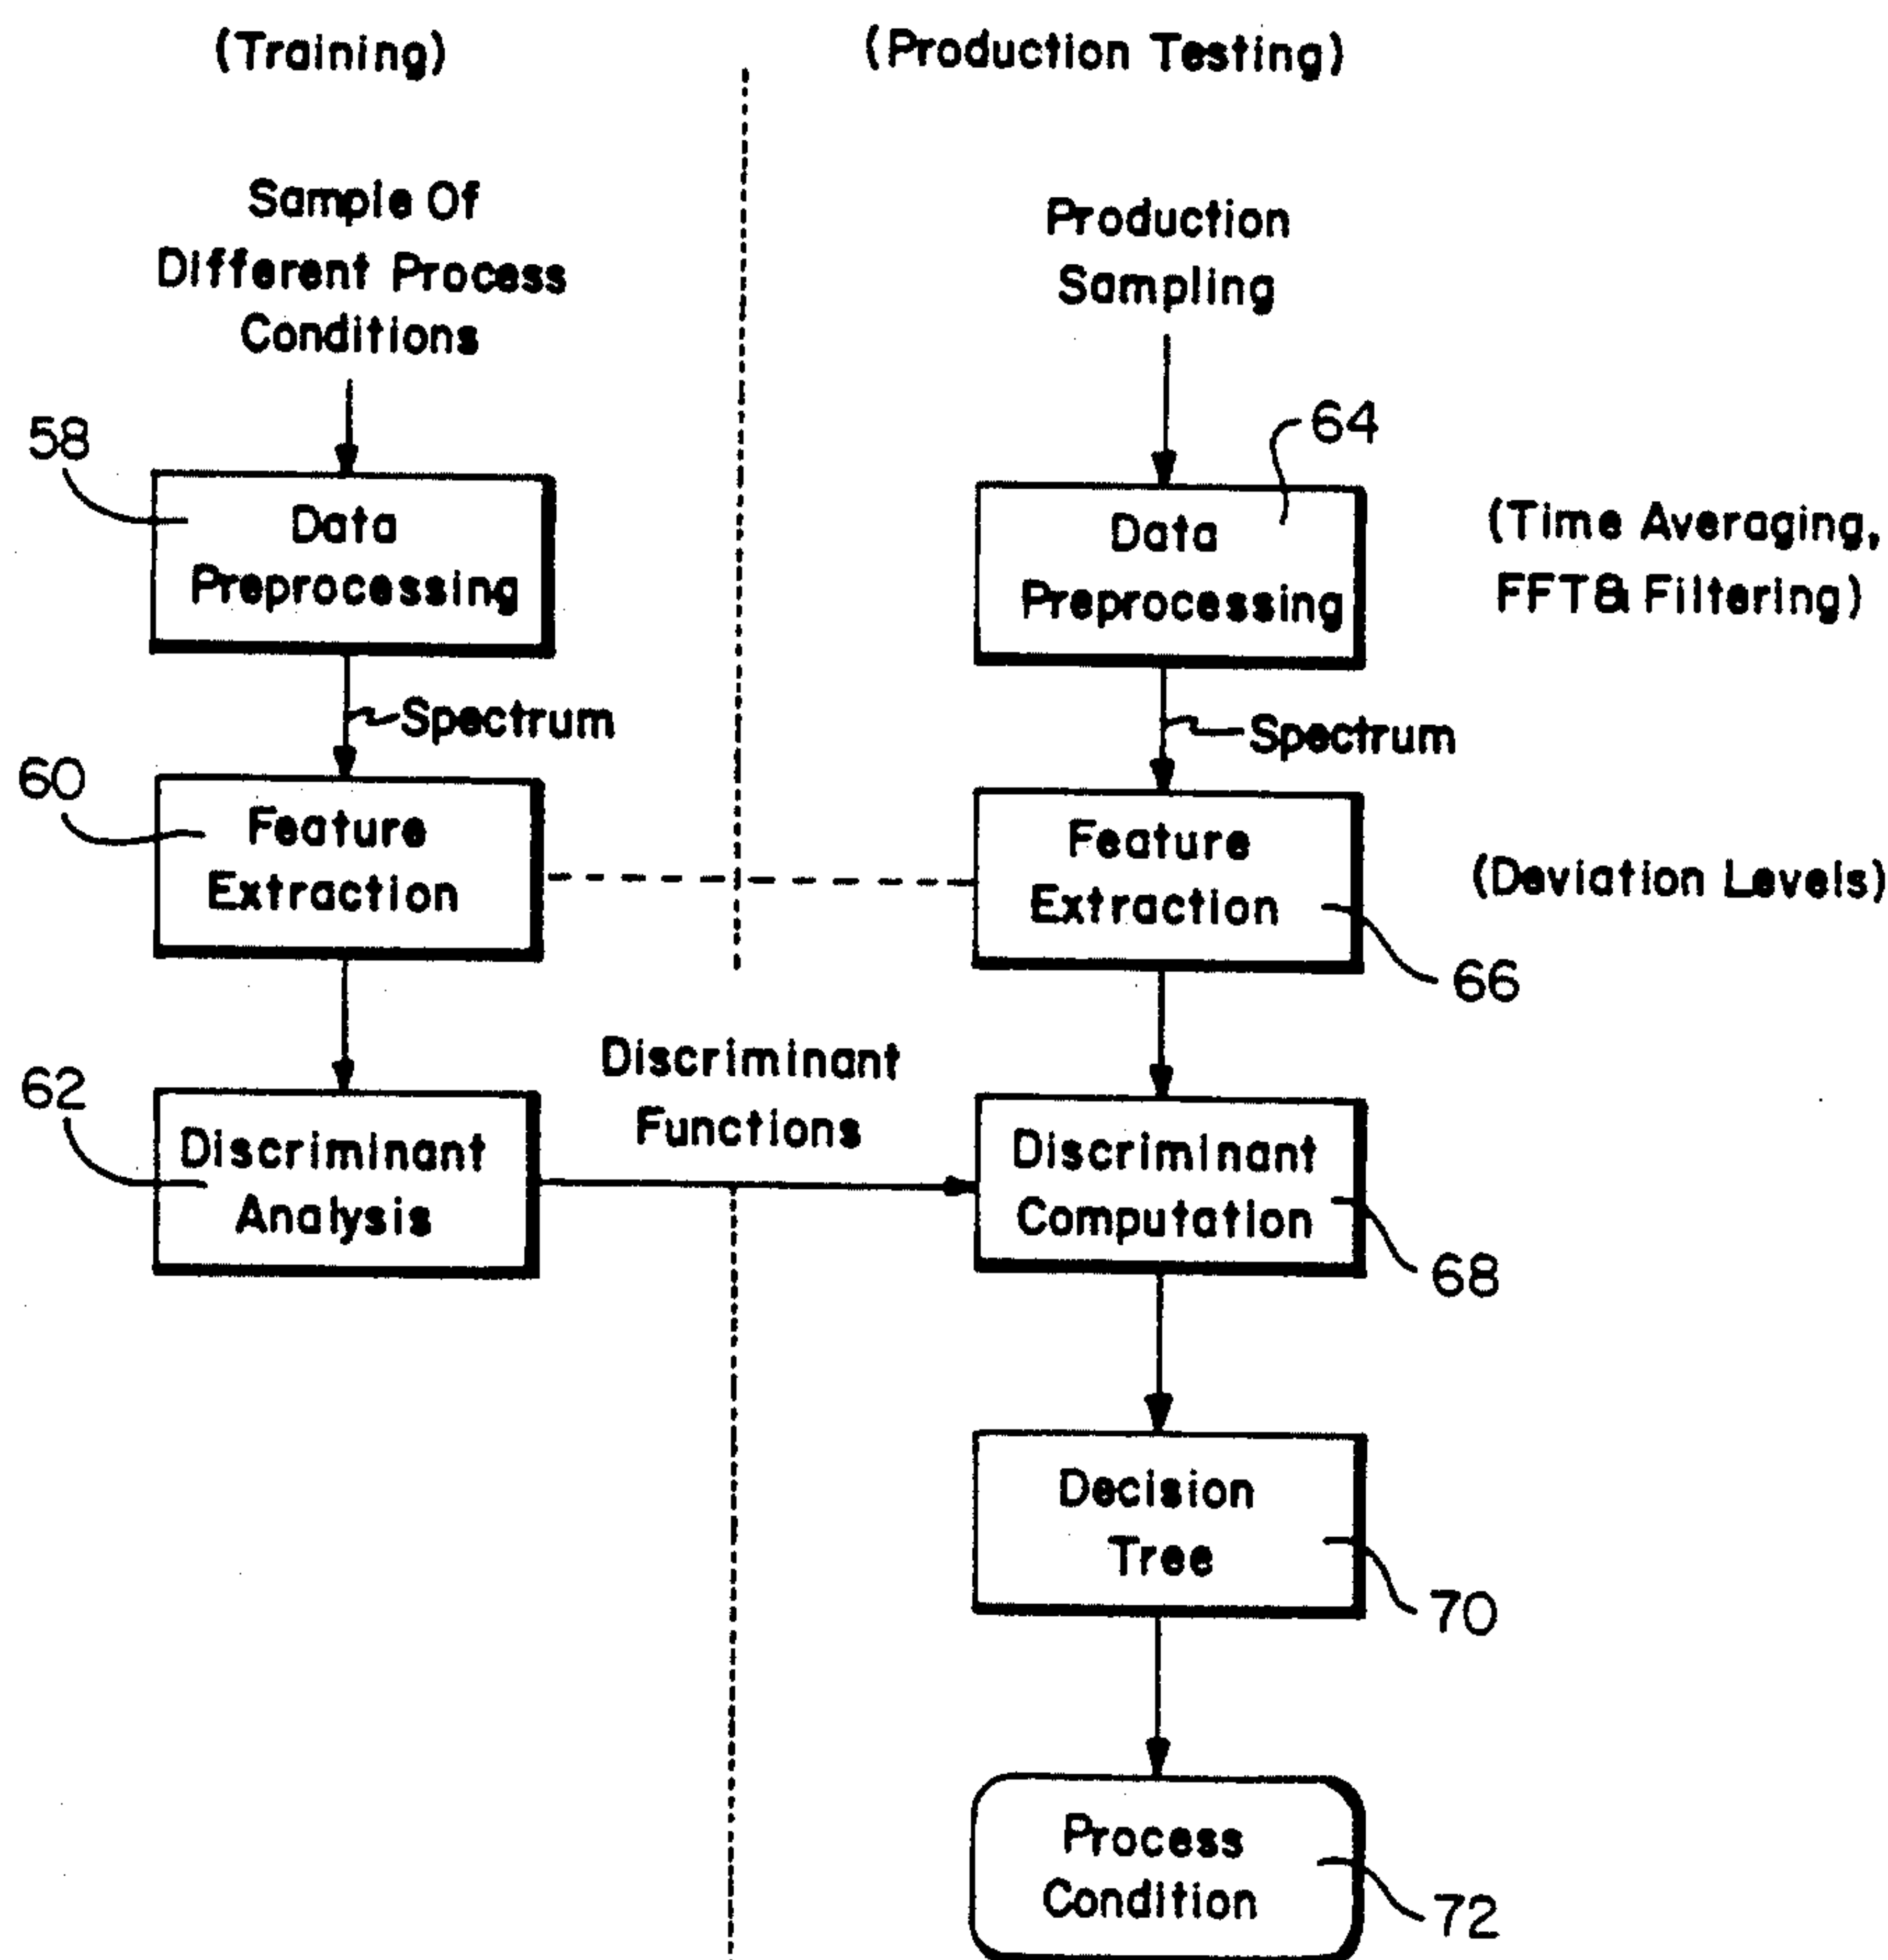 (Training)
(Production Testing)
Sample Of
Different Process
Conditions
Production
Sampling
58
Data
Preprocessing
64
Data
Preprocessing
(Time Averaging,
FFT & Filtering)
Spectrum
Spectrum
60
Feature
Extraction
Feature
Extraction
(Deviation Levels)
66
62
Discriminant
Analysis
Discriminant
Functions
Discriminant
Computation
68
Decision
Tree
70
Process
Condition
72